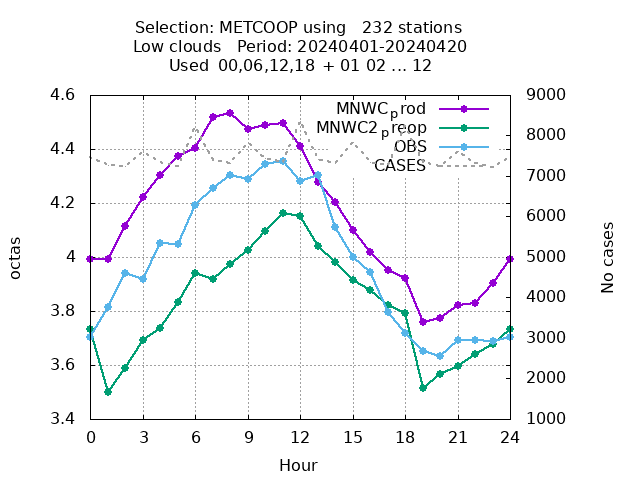 Selection: METCOOP using   232 stations
Low clouds   Period: 20240401-20240420
Used  00,06,12,18 + 01 02 ... 12
MNWCprod
MNWC2preop
OBS
CASES
4.6
4.4
4.2
4
3.8
3.6
3.4
octas
9000
8000
7000
6000
5000
4000
3000
2000
1000
No cases
0 3 6 9 12 15 18 21 24
Hour